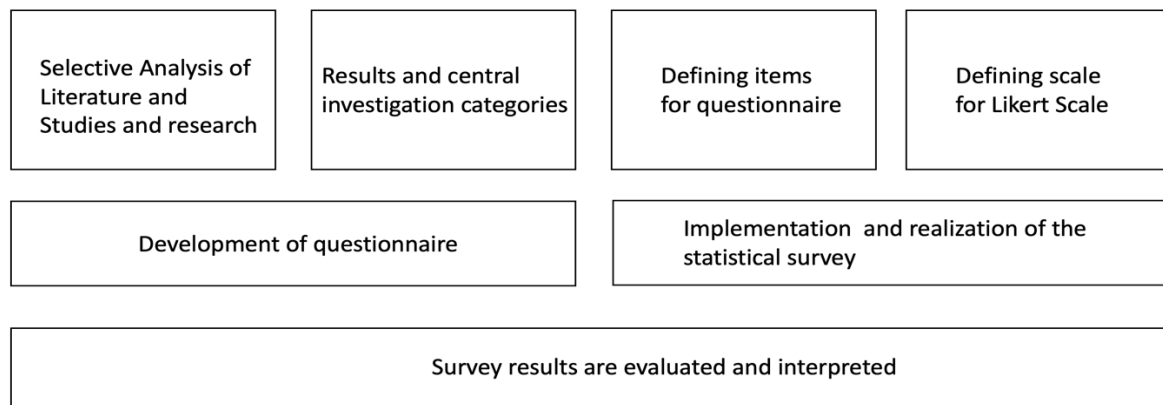 Selective Analysis of
Literature and
Studies and research
Results and central
investigation categories
Defining items
for questionnaire
Defining scale
for Likert Scale
Development of questionnaire
Implementation  and realization of the
statistical survey
Survey results are evaluated and interpreted